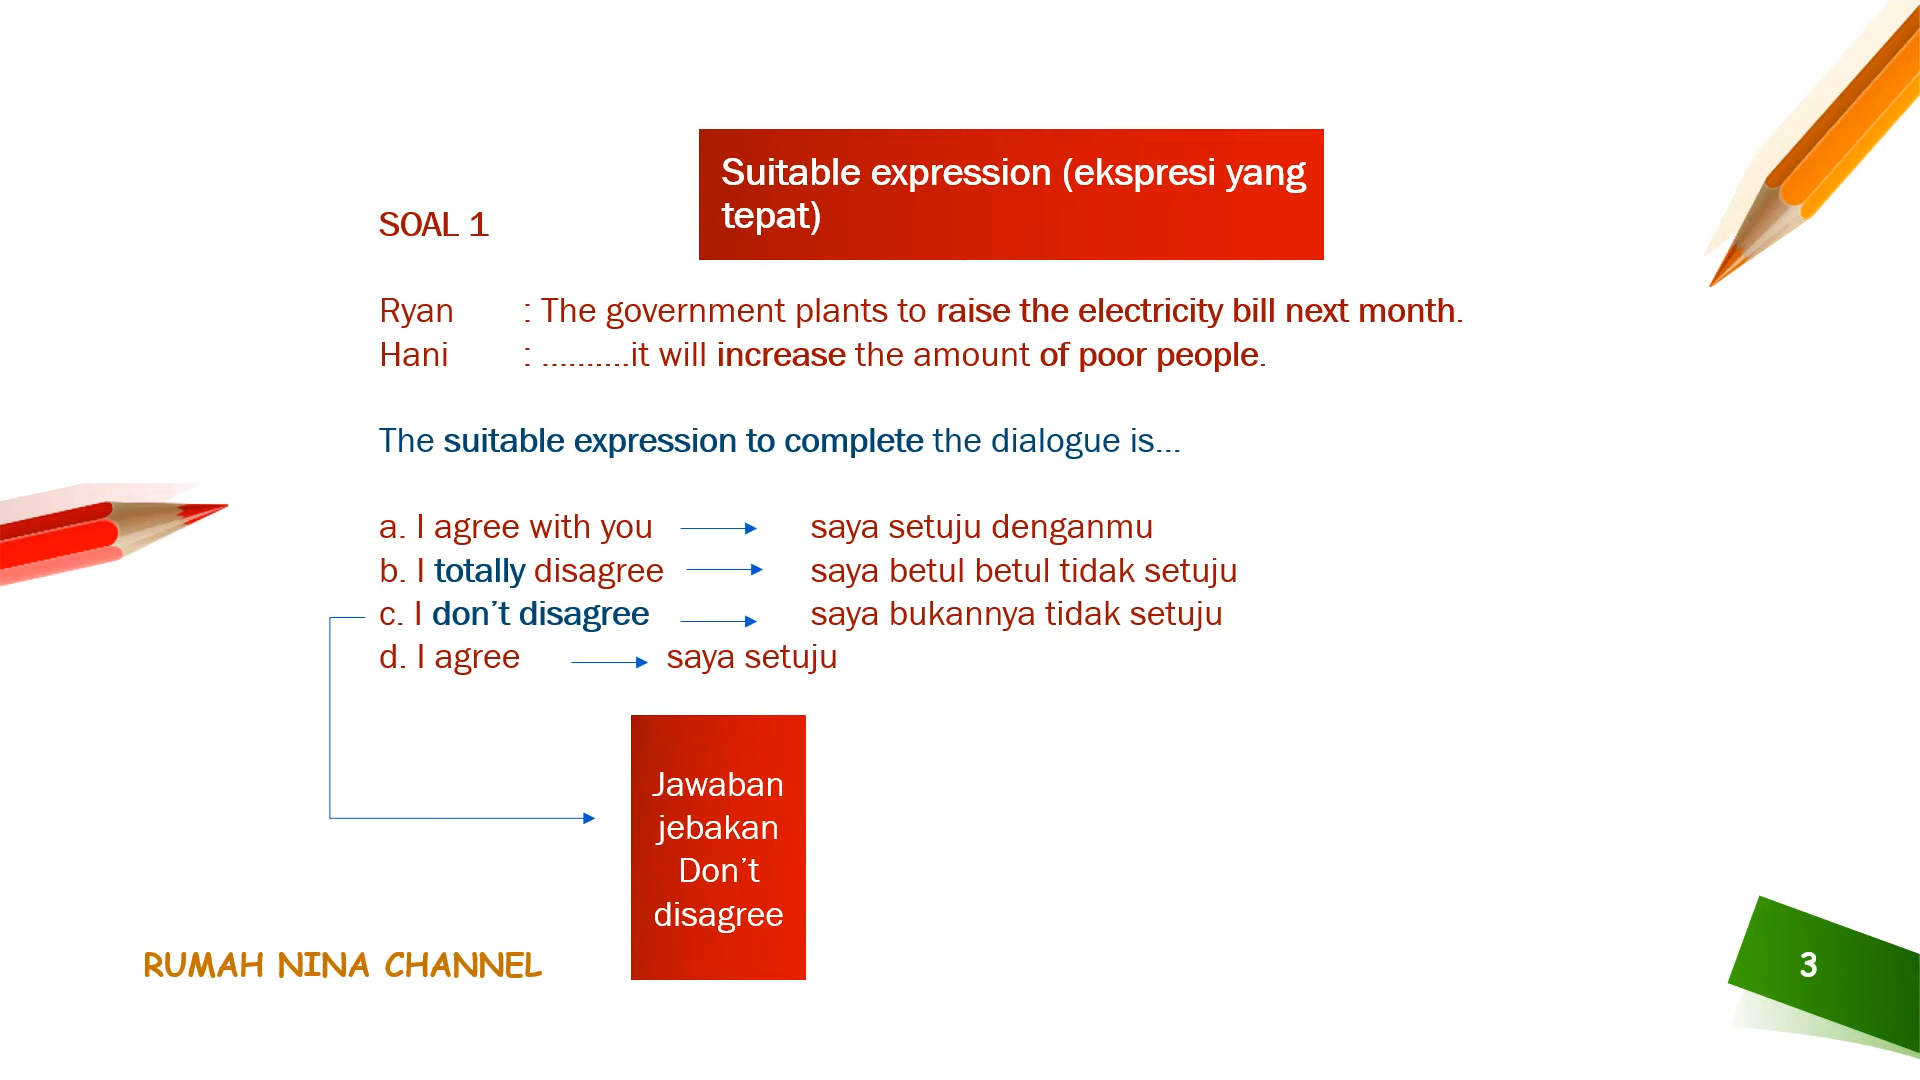 Suitable expression (ekspresi yang
tepat)
SOAL 1
Ryan : The government plants to raise the electricity bill next month.
Hani : ..........it will increase the amount of poor people.
The suitable expression to complete the dialogue is...
a. I agree with you saya setuju denganmu
b. I totally disagree saya betul betul tidak setuju
c. I don’t disagree saya bukannya tidak setuju
d. I agree saya setuju
Jawaban
jebakan
Don’t
disagree
RUMAH NINA CHANNEL
3